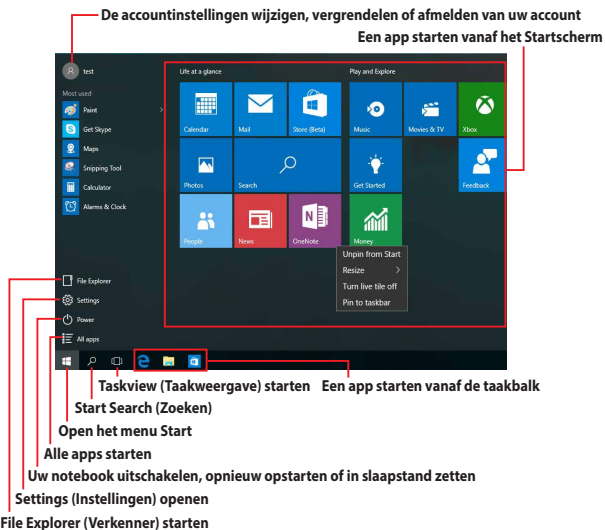 De accountinstellingen wijzigen, vergrendelen of afmelden van uw account
Een app starten vanaf het Startscherm
test
Most used
Paint
Get Skype
Maps
Snipping Tool
Calculator
Alarms & Clock
File Explorer
Settings
Power
All apps
Life at a glance
Play and Explore
Calendar
Mail
Store (Beta)
Music
Movies & TV
Xbox
Photos
Search
Get Started
Feedback
People
News
OneNote
Money
Unpin from Start
Resize
Turn live tile off
Pin to taskbar
Taskview (Taakweergave) starten
Een app starten vanaf de taakbalk
Start Search (Zoeken)
Open het menu Start
Alle apps starten
Uw notebook uitschakelen, opnieuw opstarten of in slaapstand zetten
Settings (Instellingen) openen
File Explorer (Verkenner) starten